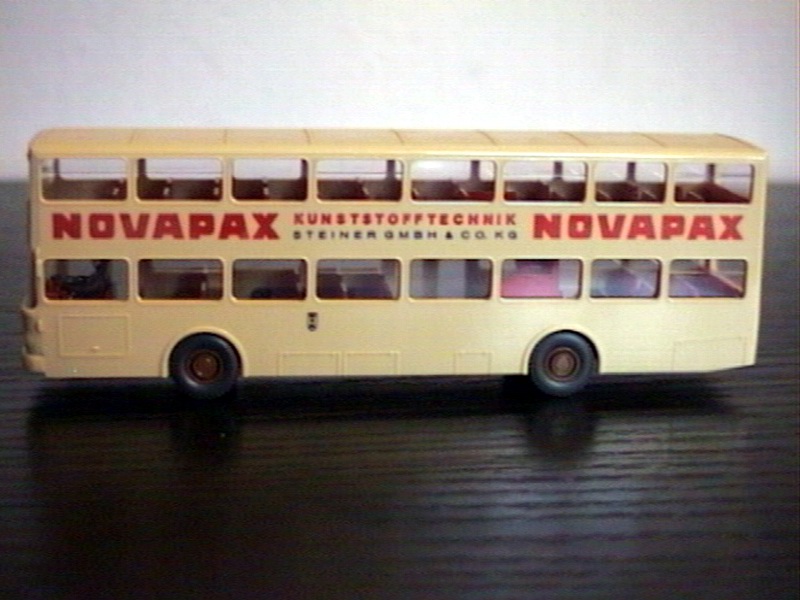 NOVAPAX KUNSTSTOFFTECHNIK NOVAPAX
STEINER GMBH & CO. KG